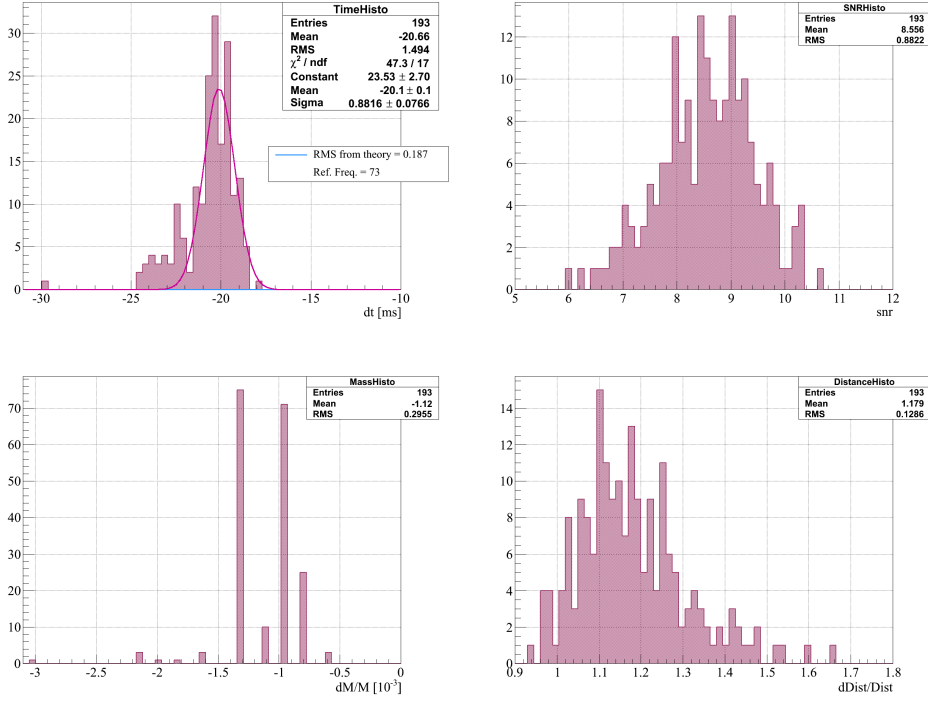 TimeHisto
Entries 193
Mean -20.66
RMS 1.494
χ² / ndf 47.3 / 17
Constant 23.53 ± 2.70
Mean -20.1 ± 0.1
Sigma 0.8816 ± 0.0766
RMS from theory = 0.187
Ref. Freq. = 73
30
25
20
15
10
5
0
-30 -25 -20 -15 -10
dt [ms]
SNRHisto
Entries 193
Mean 8.556
RMS 0.8822
12
10
8
6
4
2
0
5 6 7 8 9 10 11 12
snr
MassHisto
Entries 193
Mean -1.12
RMS 0.2955
70
60
50
40
30
20
10
0
-3 -2.5 -2 -1.5 -1 -0.5 0
dM/M [10⁻³]
DistanceHisto
Entries 193
Mean 1.179
RMS 0.1286
14
12
10
8
6
4
2
0
0.9 1 1.1 1.2 1.3 1.4 1.5 1.6 1.7 1.8
dDist/Dist